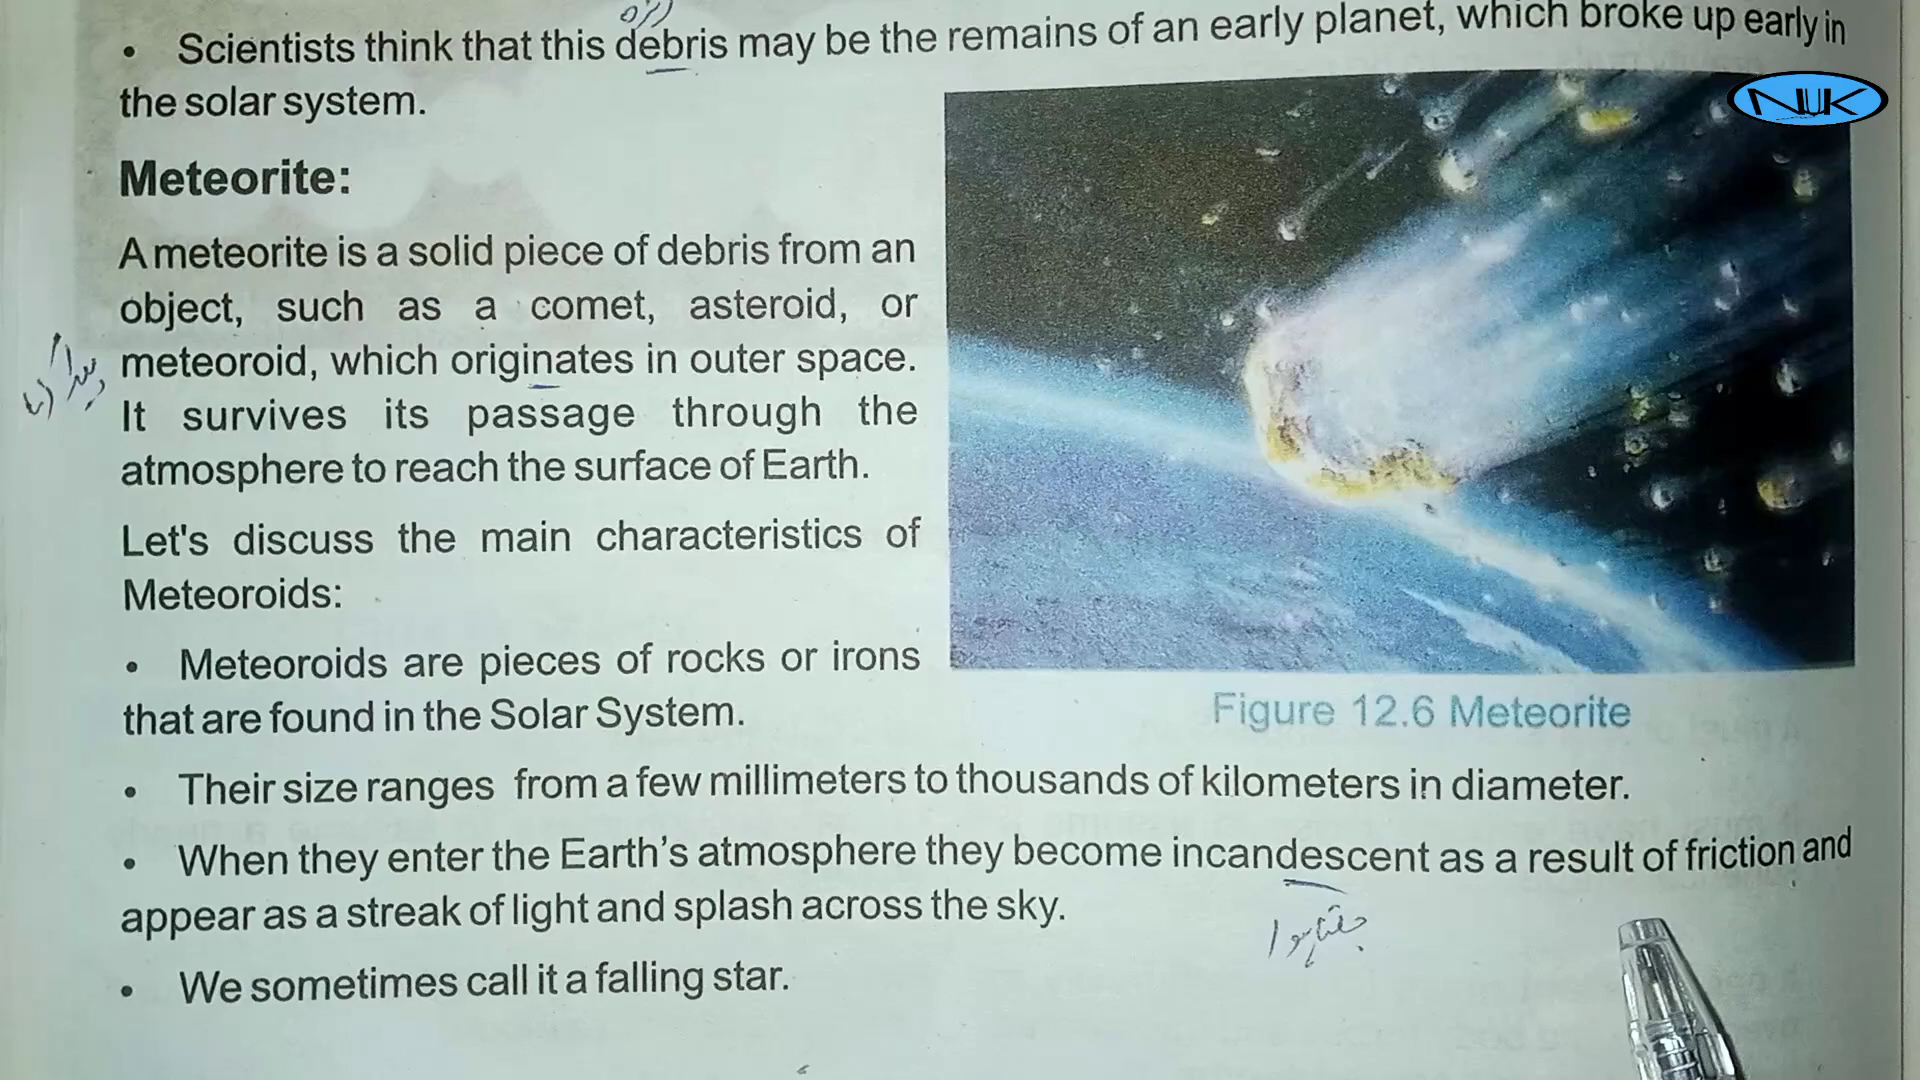 • Scientists think that this debris may be the remains of an early planet, which broke up early in
the solar system.
NUK
Meteorite:
A meteorite is a solid piece of debris from an
object, such as a comet, asteroid, or
meteoroid, which originates in outer space.
It survives its passage through the
atmosphere to reach the surface of Earth.
Let's discuss the main characteristics of
Meteoroids:
• Meteoroids are pieces of rocks or irons
that are found in the Solar System.
Figure 12.6 Meteorite
• Their size ranges from a few millimeters to thousands of kilometers in diameter.
• When they enter the Earth's atmosphere they become incandescent as a result of friction and
appear as a streak of light and splash across the sky.
• We sometimes call it a falling star.